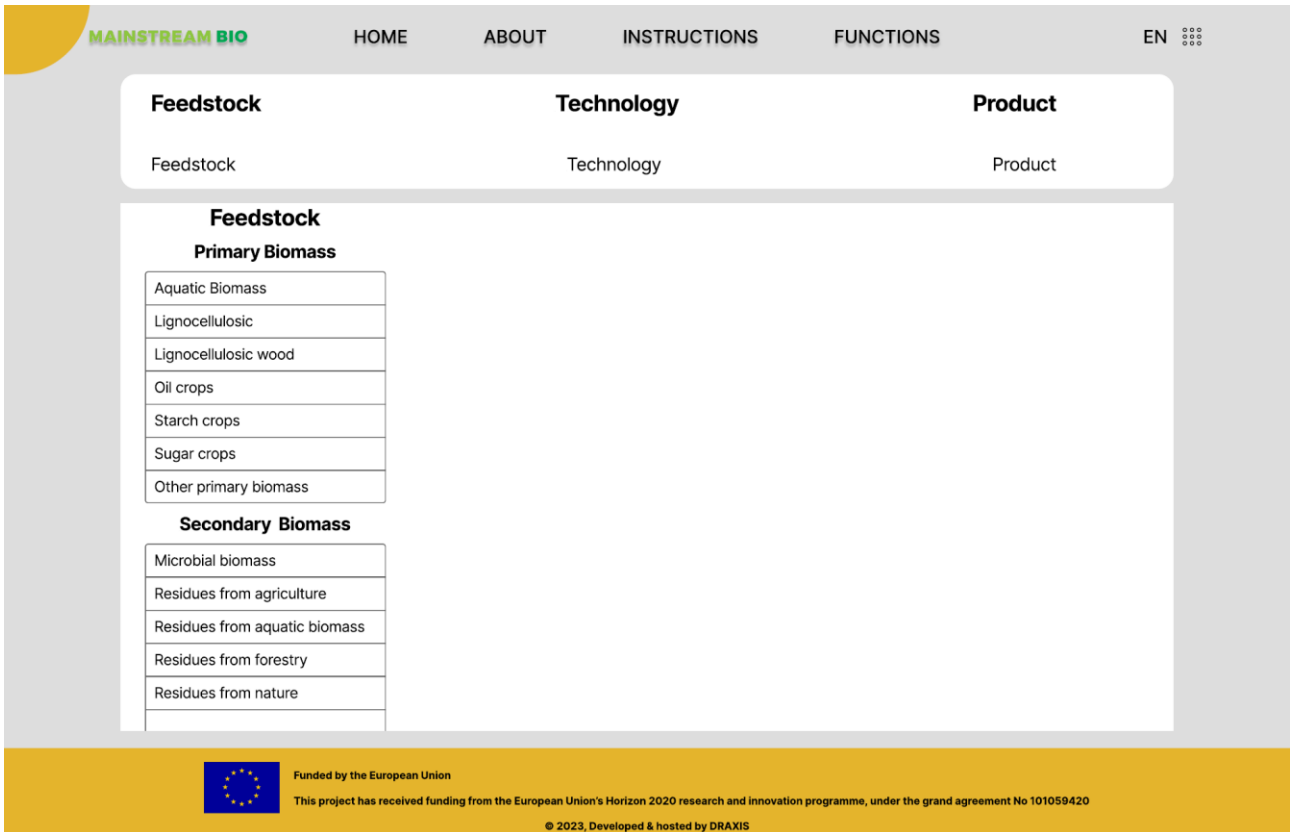 MAINSTREAM BIO HOME ABOUT INSTRUCTIONS FUNCTIONS EN
Feedstock Technology Product
Feedstock Technology Product
Feedstock
Primary Biomass
Aquatic Biomass
Lignocellulosic
Lignocellulosic wood
Oil crops
Starch crops
Sugar crops
Other primary biomass
Secondary Biomass
Microbial biomass
Residues from agriculture
Residues from aquatic biomass
Residues from forestry
Residues from nature
Funded by the European Union
This project has received funding from the European Union's Horizon 2020 research and innovation programme, under the grand agreement No 101059420
© 2023, Developed & hosted by DRAXIS